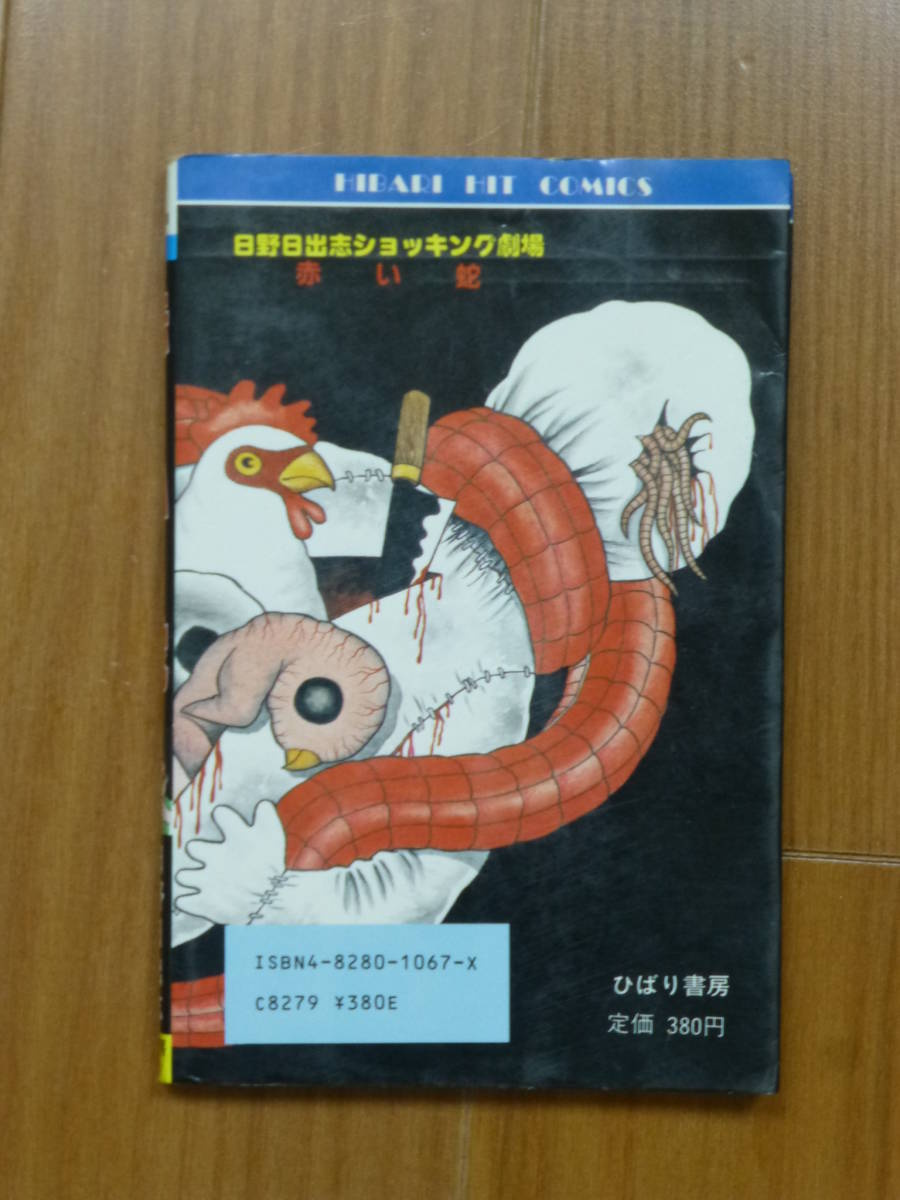 HIBARI HIT COMICS
日野日出志ショッキング劇場
赤い蛇
ISBN4-8280-1067-X
C8279 ¥380E
ひばり書房
定価 380円